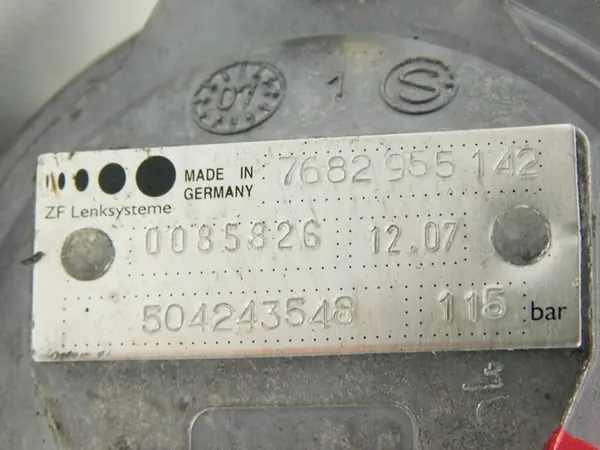 07 1 S
MADE IN GERMANY 7682 955 142
ZF Lenksysteme
0085826 12.07
504243548 115 bar